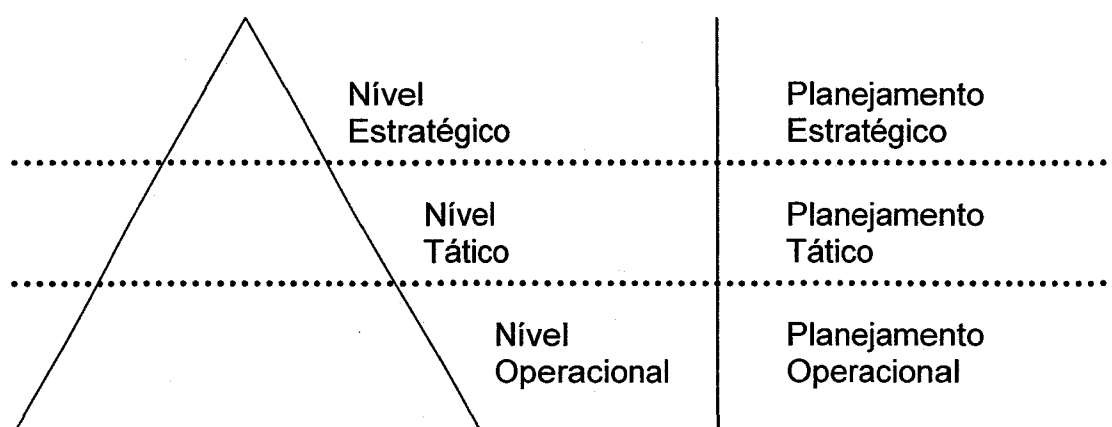 Nível
Estratégico
Planejamento
Estratégico
Nível
Tático
Planejamento
Tático
Nível
Operacional
Planejamento
Operacional